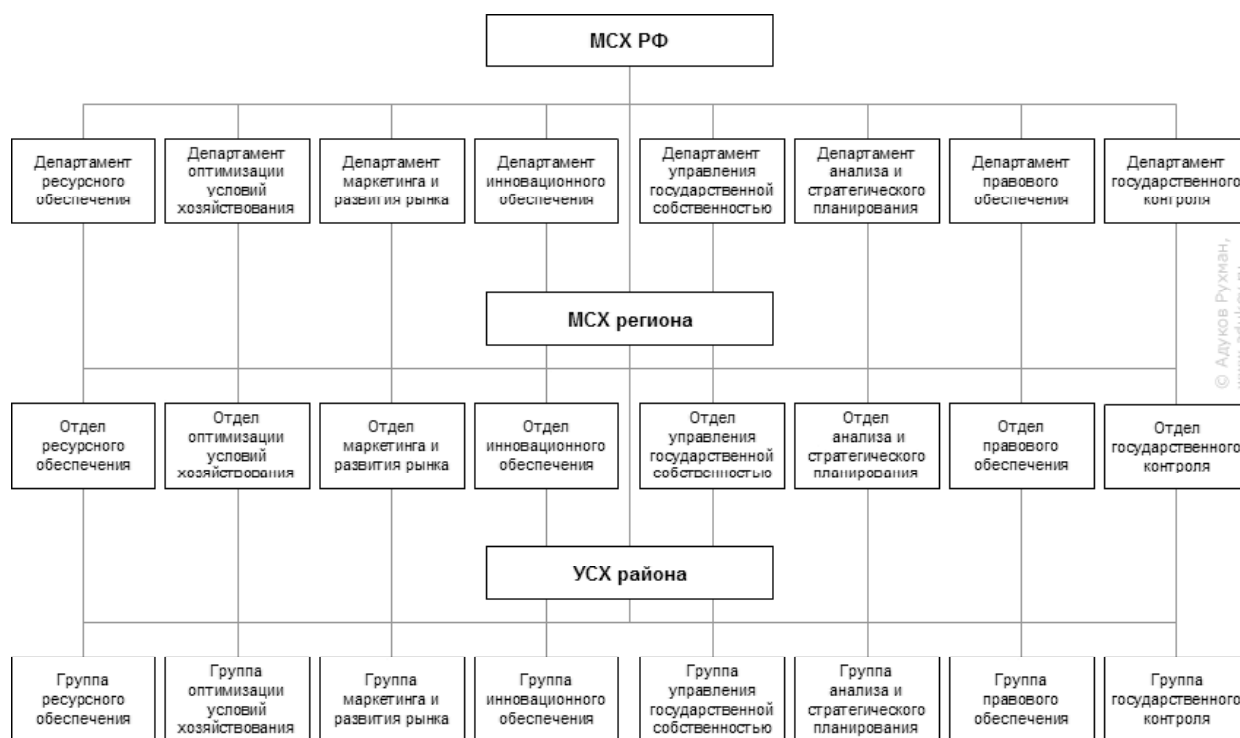 МСХ РФ
Департамент
ресурсного
обеспечения
Департамент
оптимизации
условий
хозяйствования
Департамент
маркетинга и
развития рынка
Департамент
инновационного
обеспечения
Департамент
управления
государственной
собственностью
Департамент
анализа и
стратегического
планирования
Департамент
правового
обеспечения
Департамент
государственного
контроля
© Адуков Рухман,
www.adukov.ru
МСХ региона
Отдел
ресурсного
обеспечения
Отдел
оптимизации
условий
хозяйствования
Отдел
маркетинга и
развития рынка
Отдел
инновационного
обеспечения
Отдел
управления
государственной
собственностью
Отдел
анализа и
стратегического
планирования
Отдел
правового
обеспечения
Отдел
государственного
контроля
УСХ района
Группа
ресурсного
обеспечения
Группа
оптимизации
условий
хозяйствования
Группа
маркетинга и
развития рынка
Группа
инновационного
обеспечения
Группа
управления
государственной
собственностью
Группа
анализа и
стратегического
планирования
Группа
правового
обеспечения
Группа
государственного
контроля